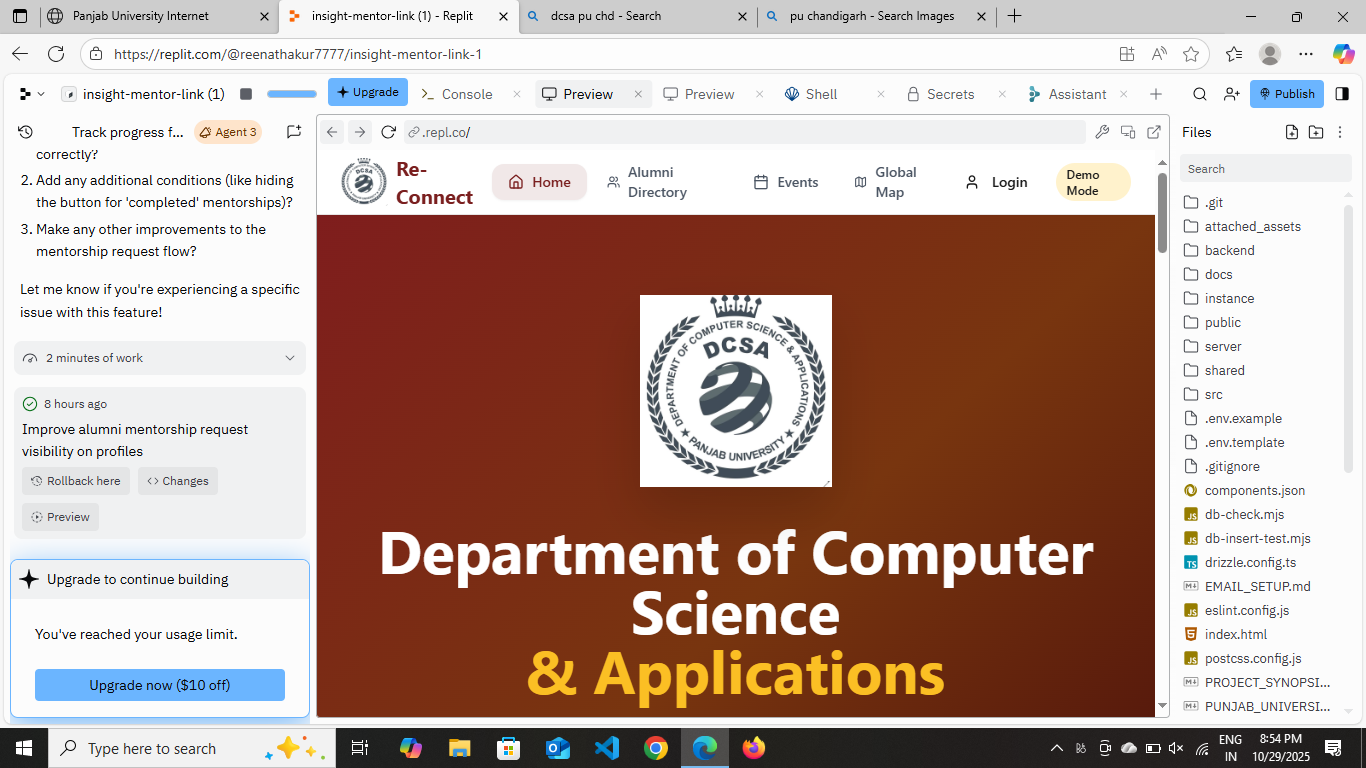 Panjab University Internet
insight-mentor-link (1) - Replit
dcsa pu chd - Search
pu chandigarh - Search Images
https://replit.com/@reenathakur7777/insight-mentor-link-1
insight-mentor-link (1)
Upgrade
Console
Preview
Preview
Shell
Secrets
Assistant
Publish
Track progress f...
Agent 3
correctly?
2. Add any additional conditions (like hiding
the button for 'completed' mentorships)?
3. Make any other improvements to the
mentorship request flow?
Let me know if you're experiencing a specific
issue with this feature!
2 minutes of work
8 hours ago
Improve alumni mentorship request
visibility on profiles
Rollback here
Changes
Preview
Upgrade to continue building
You've reached your usage limit.
Upgrade now ($10 off)
.repl.co/
DCSA
Re-
Connect
Home
Alumni
Directory
Events
Global
Map
Login
Demo
Mode
DEPARTMENT OF COMPUTER SCIENCE & APPLICATIONS
DCSA
★ PANJAB UNIVERSITY ★
Department of Computer
Science
& Applications
Files
Search
.git
attached_assets
backend
docs
instance
public
server
shared
src
.env.example
.env.template
.gitignore
components.json
JS db-check.mjs
JS db-insert-test.mjs
TS drizzle.config.ts
EMAIL_SETUP.md
JS eslint.config.js
index.html
JS postcss.config.js
PROJECT_SYNOPSI...
PUNJAB_UNIVERSI...
Type here to search
ENG
IN
8:54 PM
10/29/2025